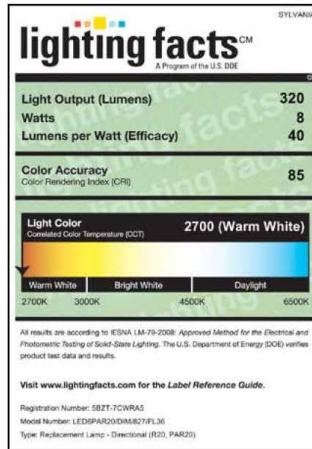 SYLVANIA
lighting facts CM
A Program of the U.S. DOE
Light Output (Lumens) 320
Watts 8
Lumens per Watt (Efficacy) 40
Color Accuracy 85
Color Rendering Index (CRI)
Light Color 2700 (Warm White)
Correlated Color Temperature (CCT)
Warm White Bright White Daylight
2700K 3000K 4500K 6500K
All results are according to IESNA LM-79-2008: Approved Method for the Electrical and
Photometric Testing of Solid-State Lighting. The U.S. Department of Energy (DOE) verifies
product test data and results.
Visit www.lightingfacts.com for the Label Reference Guide.
Registration Number: 5BZT-7CWRA5
Model Number: LED8PAR20/DIM/827/FL36
Type: Replacement Lamp - Directional (R20, PAR20)